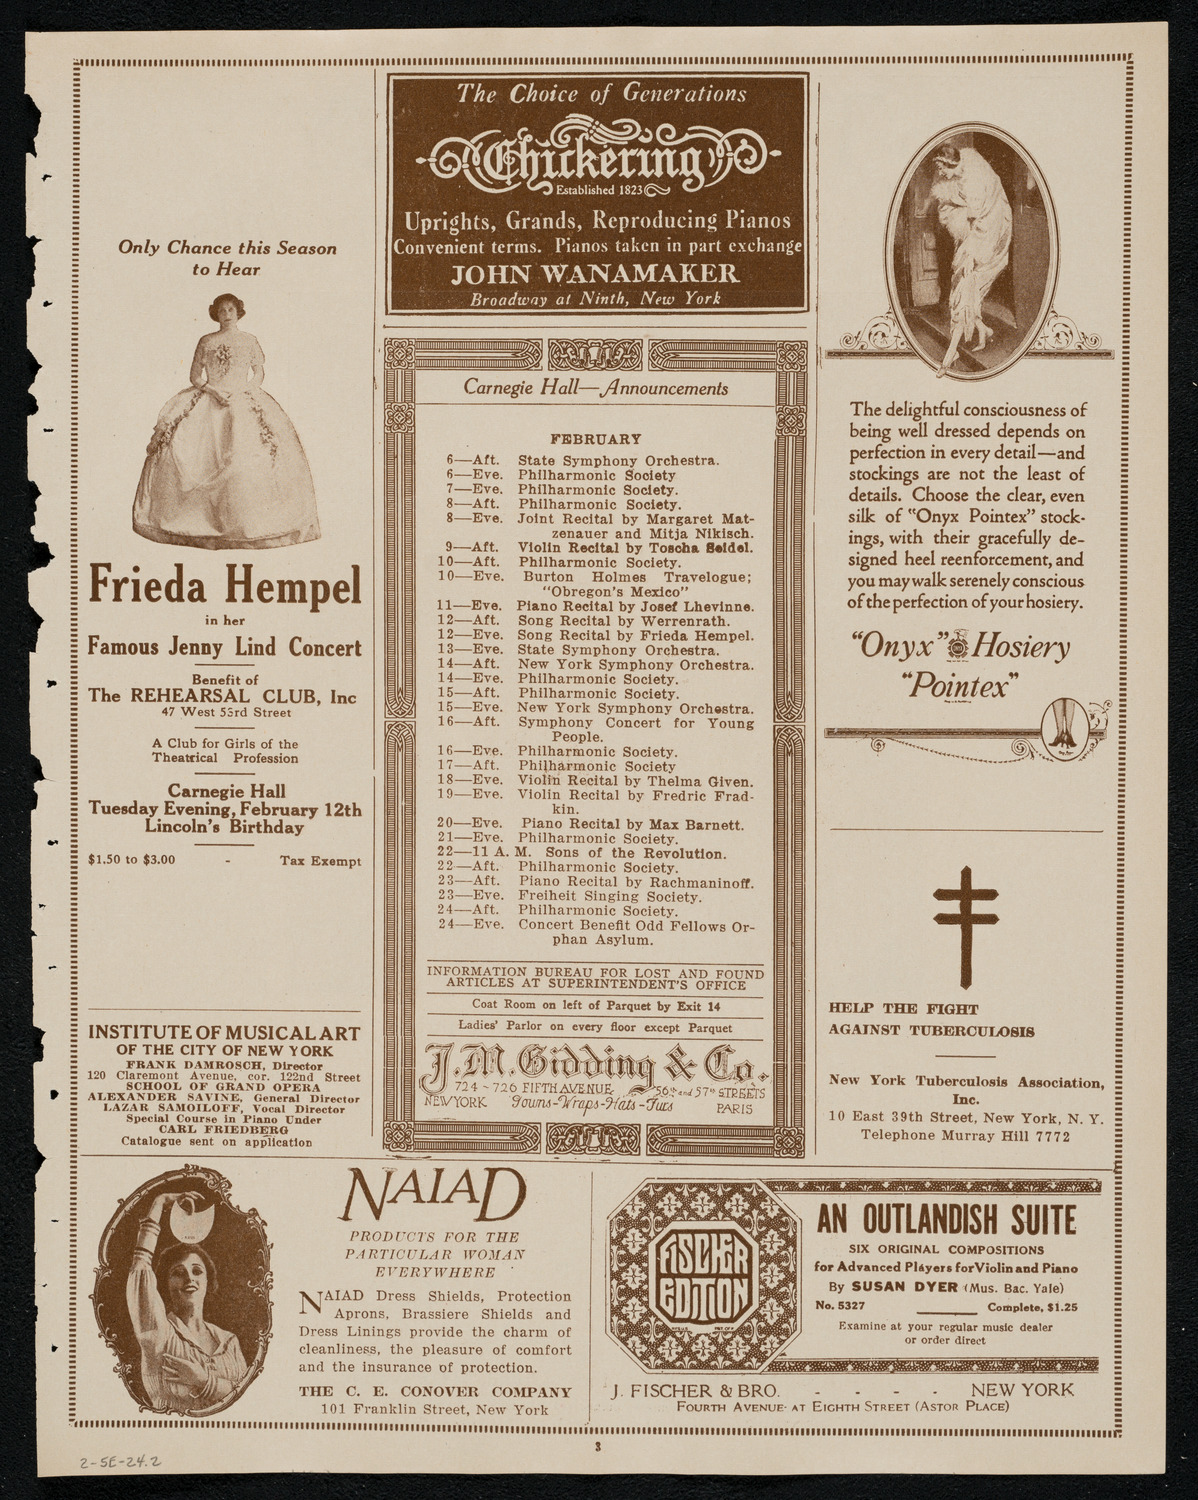 Only Chance this Season
to Hear
Frieda Hempel
in her
Famous Jenny Lind Concert
Benefit of
The REHEARSAL CLUB, Inc
47 West 53rd Street
A Club for Girls of the
Theatrical Profession
Carnegie Hall
Tuesday Evening, February 12th
Lincoln's Birthday
$1.50 to $3.00 - Tax Exempt
INSTITUTE OF MUSICAL ART
OF THE CITY OF NEW YORK
FRANK DAMROSCH, Director
120 Claremont Avenue, cor. 122nd Street
SCHOOL OF GRAND OPERA
ALEXANDER SAVINE, General Director
LAZAR SAMOILOFF, Vocal Director
Special Course in Piano Under
CARL FRIEDBERG
Catalogue sent on application
The Choice of Generations
Chickering
Established 1823
Uprights, Grands, Reproducing Pianos
Convenient terms. Pianos taken in part exchange
JOHN WANAMAKER
Broadway at Ninth, New York
Carnegie Hall—Announcements
FEBRUARY
6—Aft. State Symphony Orchestra.
6—Eve. Philharmonic Society
7—Eve. Philharmonic Society.
8—Aft. Philharmonic Society.
8—Eve. Joint Recital by Margaret Mat-
zenauer and Mitja Nikisch.
9—Aft. Violin Recital by Toscha Seidel.
10—Aft. Philharmonic Society.
10—Eve. Burton Holmes Travelogue;
"Obregon's Mexico"
11—Eve. Piano Recital by Josef Lhevinne.
12—Aft. Song Recital by Werrenrath.
12—Eve. Song Recital by Frieda Hempel.
13—Eve. State Symphony Orchestra.
14—Aft. New York Symphony Orchestra.
14—Eve. Philharmonic Society.
15—Aft. Philharmonic Society.
15—Eve. New York Symphony Orchestra.
16—Aft. Symphony Concert for Young
People.
16—Eve. Philharmonic Society.
17—Aft. Philharmonic Society
18—Eve. Violin Recital by Thelma Given.
19—Eve. Violin Recital by Fredric Frad-
kin.
20—Eve. Piano Recital by Max Barnett.
21—Eve. Philharmonic Society.
22—11 A. M. Sons of the Revolution.
22—Aft. Philharmonic Society.
23—Aft. Piano Recital by Rachmaninoff.
23—Eve. Freiheit Singing Society.
24—Aft. Philharmonic Society.
24—Eve. Concert Benefit Odd Fellows Or-
phan Asylum.
INFORMATION BUREAU FOR LOST AND FOUND
ARTICLES AT SUPERINTENDENT'S OFFICE
Coat Room on left of Parquet by Exit 14
Ladies' Parlor on every floor except Parquet
J.M. Gidding & Co.
724-726 FIFTH AVENUE. 56th and 57th STREETS
NEW YORK Gowns-Wraps-Hats-Furs PARIS
The delightful consciousness of
being well dressed depends on
perfection in every detail—and
stockings are not the least of
details. Choose the clear, even
silk of "Onyx Pointex" stock-
ings, with their gracefully de-
signed heel reenforcement, and
you may walk serenely conscious
of the perfection of your hosiery.
"Onyx" Hosiery
"Pointex"
HELP THE FIGHT
AGAINST TUBERCULOSIS
New York Tuberculosis Association,
Inc.
10 East 39th Street, New York, N. Y.
Telephone Murray Hill 7772
NAIAD
PRODUCTS FOR THE
PARTICULAR WOMAN
EVERYWHERE
NAIAD Dress Shields, Protection
Aprons, Brassiere Shields and
Dress Linings provide the charm of
cleanliness, the pleasure of comfort
and the insurance of protection.
THE C. E. CONOVER COMPANY
101 Franklin Street, New York
FISCHER
EDITION
AN OUTLANDISH SUITE
SIX ORIGINAL COMPOSITIONS
for Advanced Players for Violin and Piano
By SUSAN DYER (Mus. Bac. Yale)
No. 5327 Complete, $1.25
Examine at your regular music dealer
or order direct
J. FISCHER & BRO. - - - - NEW YORK
FOURTH AVENUE AT EIGHTH STREET (ASTOR PLACE)
3
2-5E-24.2